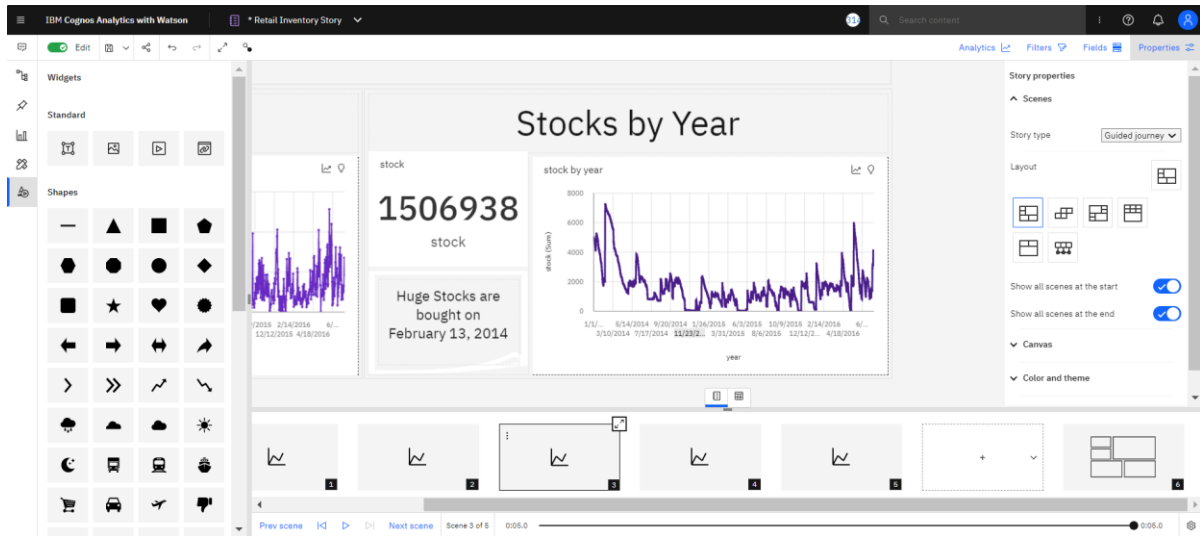 IBM Cognos Analytics with Watson
* Retail Inventory Story
Search content
Edit
Analytics
Filters
Fields
Properties
Widgets
Standard
Shapes
Stocks by Year
stock
1506938
stock
Huge Stocks are
bought on
February 13, 2014
stock by year
8000
6000
4000
2000
0
stock (Sum)
1/1/... 5/14/2014 9/20/2014 1/26/2015 6/3/2015 10/9/2015 2/14/2016 6/...
3/10/2014 7/17/2014 11/23/2... 3/31/2015 8/6/2015 12/12/2... 4/18/2016
year
/2015 2/14/2016 6/...
12/12/2015 4/18/2016
Story properties
Scenes
Story type
Guided journey
Layout
Show all scenes at the start
Show all scenes at the end
Canvas
Color and theme
1
2
3
4
5
+
6
Prev scene
Next scene
Scene 3 of 5
0:05.0
0:05.0